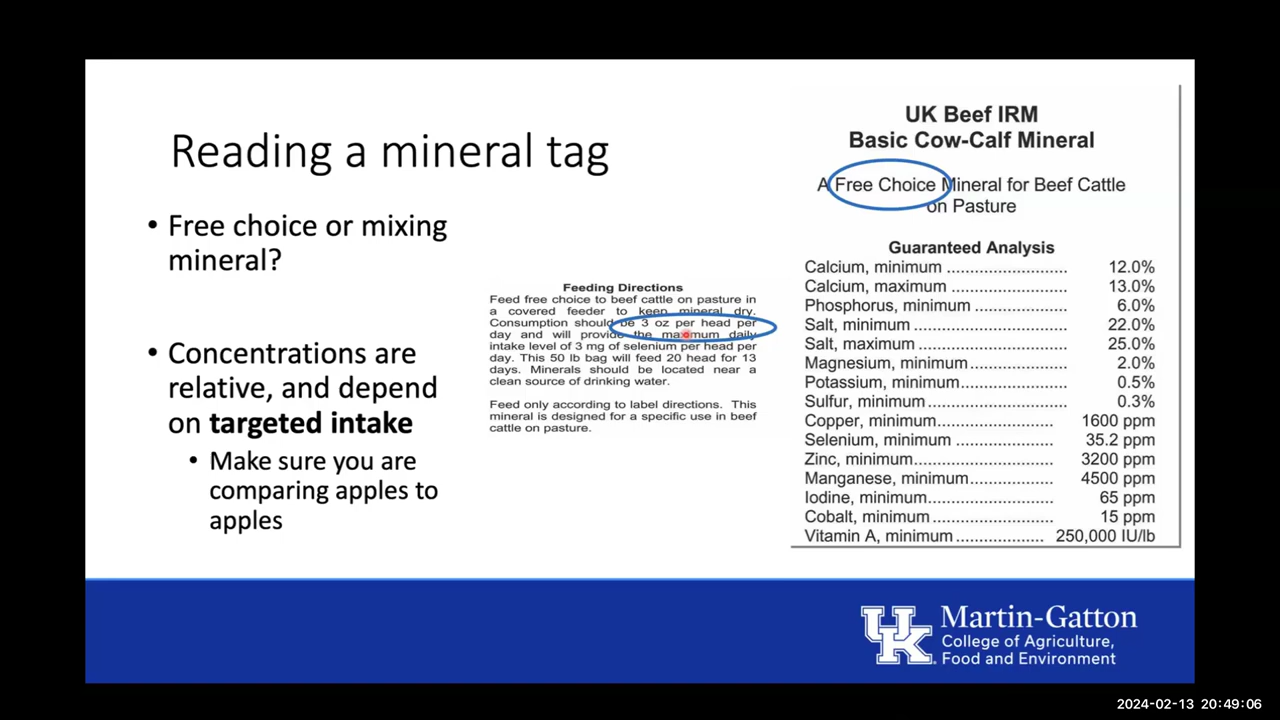 Reading a mineral tag
• Free choice or mixing
mineral?
• Concentrations are
relative, and depend
on targeted intake
• Make sure you are
comparing apples to
apples
Feeding Directions
Feed free choice to beef cattle on pasture in
a covered feeder to keep mineral dry.
Consumption should be 3 oz per head per
day and will provide the maximum daily
intake level of 3 mg of selenium per head per
day. This 50 lb bag will feed 20 head for 13
days. Minerals should be located near a
clean source of drinking water.
Feed only according to label directions. This
mineral is designed for a specific use in beef
cattle on pasture.
UK Beef IRM
Basic Cow-Calf Mineral
A Free Choice Mineral for Beef Cattle
on Pasture
Guaranteed Analysis
Calcium, minimum .......................... 12.0%
Calcium, maximum ......................... 13.0%
Phosphorus, minimum .................... 6.0%
Salt, minimum ................................ 22.0%
Salt, maximum ................................ 25.0%
Magnesium, minimum..................... 2.0%
Potassium, minimum....................... 0.5%
Sulfur, minimum.............................. 0.3%
Copper, minimum......................... 1600 ppm
Selenium, minimum ..................... 35.2 ppm
Zinc, minimum.............................. 3200 ppm
Manganese, minimum.................. 4500 ppm
Iodine, minimum........................... 65 ppm
Cobalt, minimum .......................... 15 ppm
Vitamin A, minimum ................... 250,000 IU/lb
UK
Martin-Gatton
College of Agriculture,
Food and Environment
2024-02-13 20:49:06